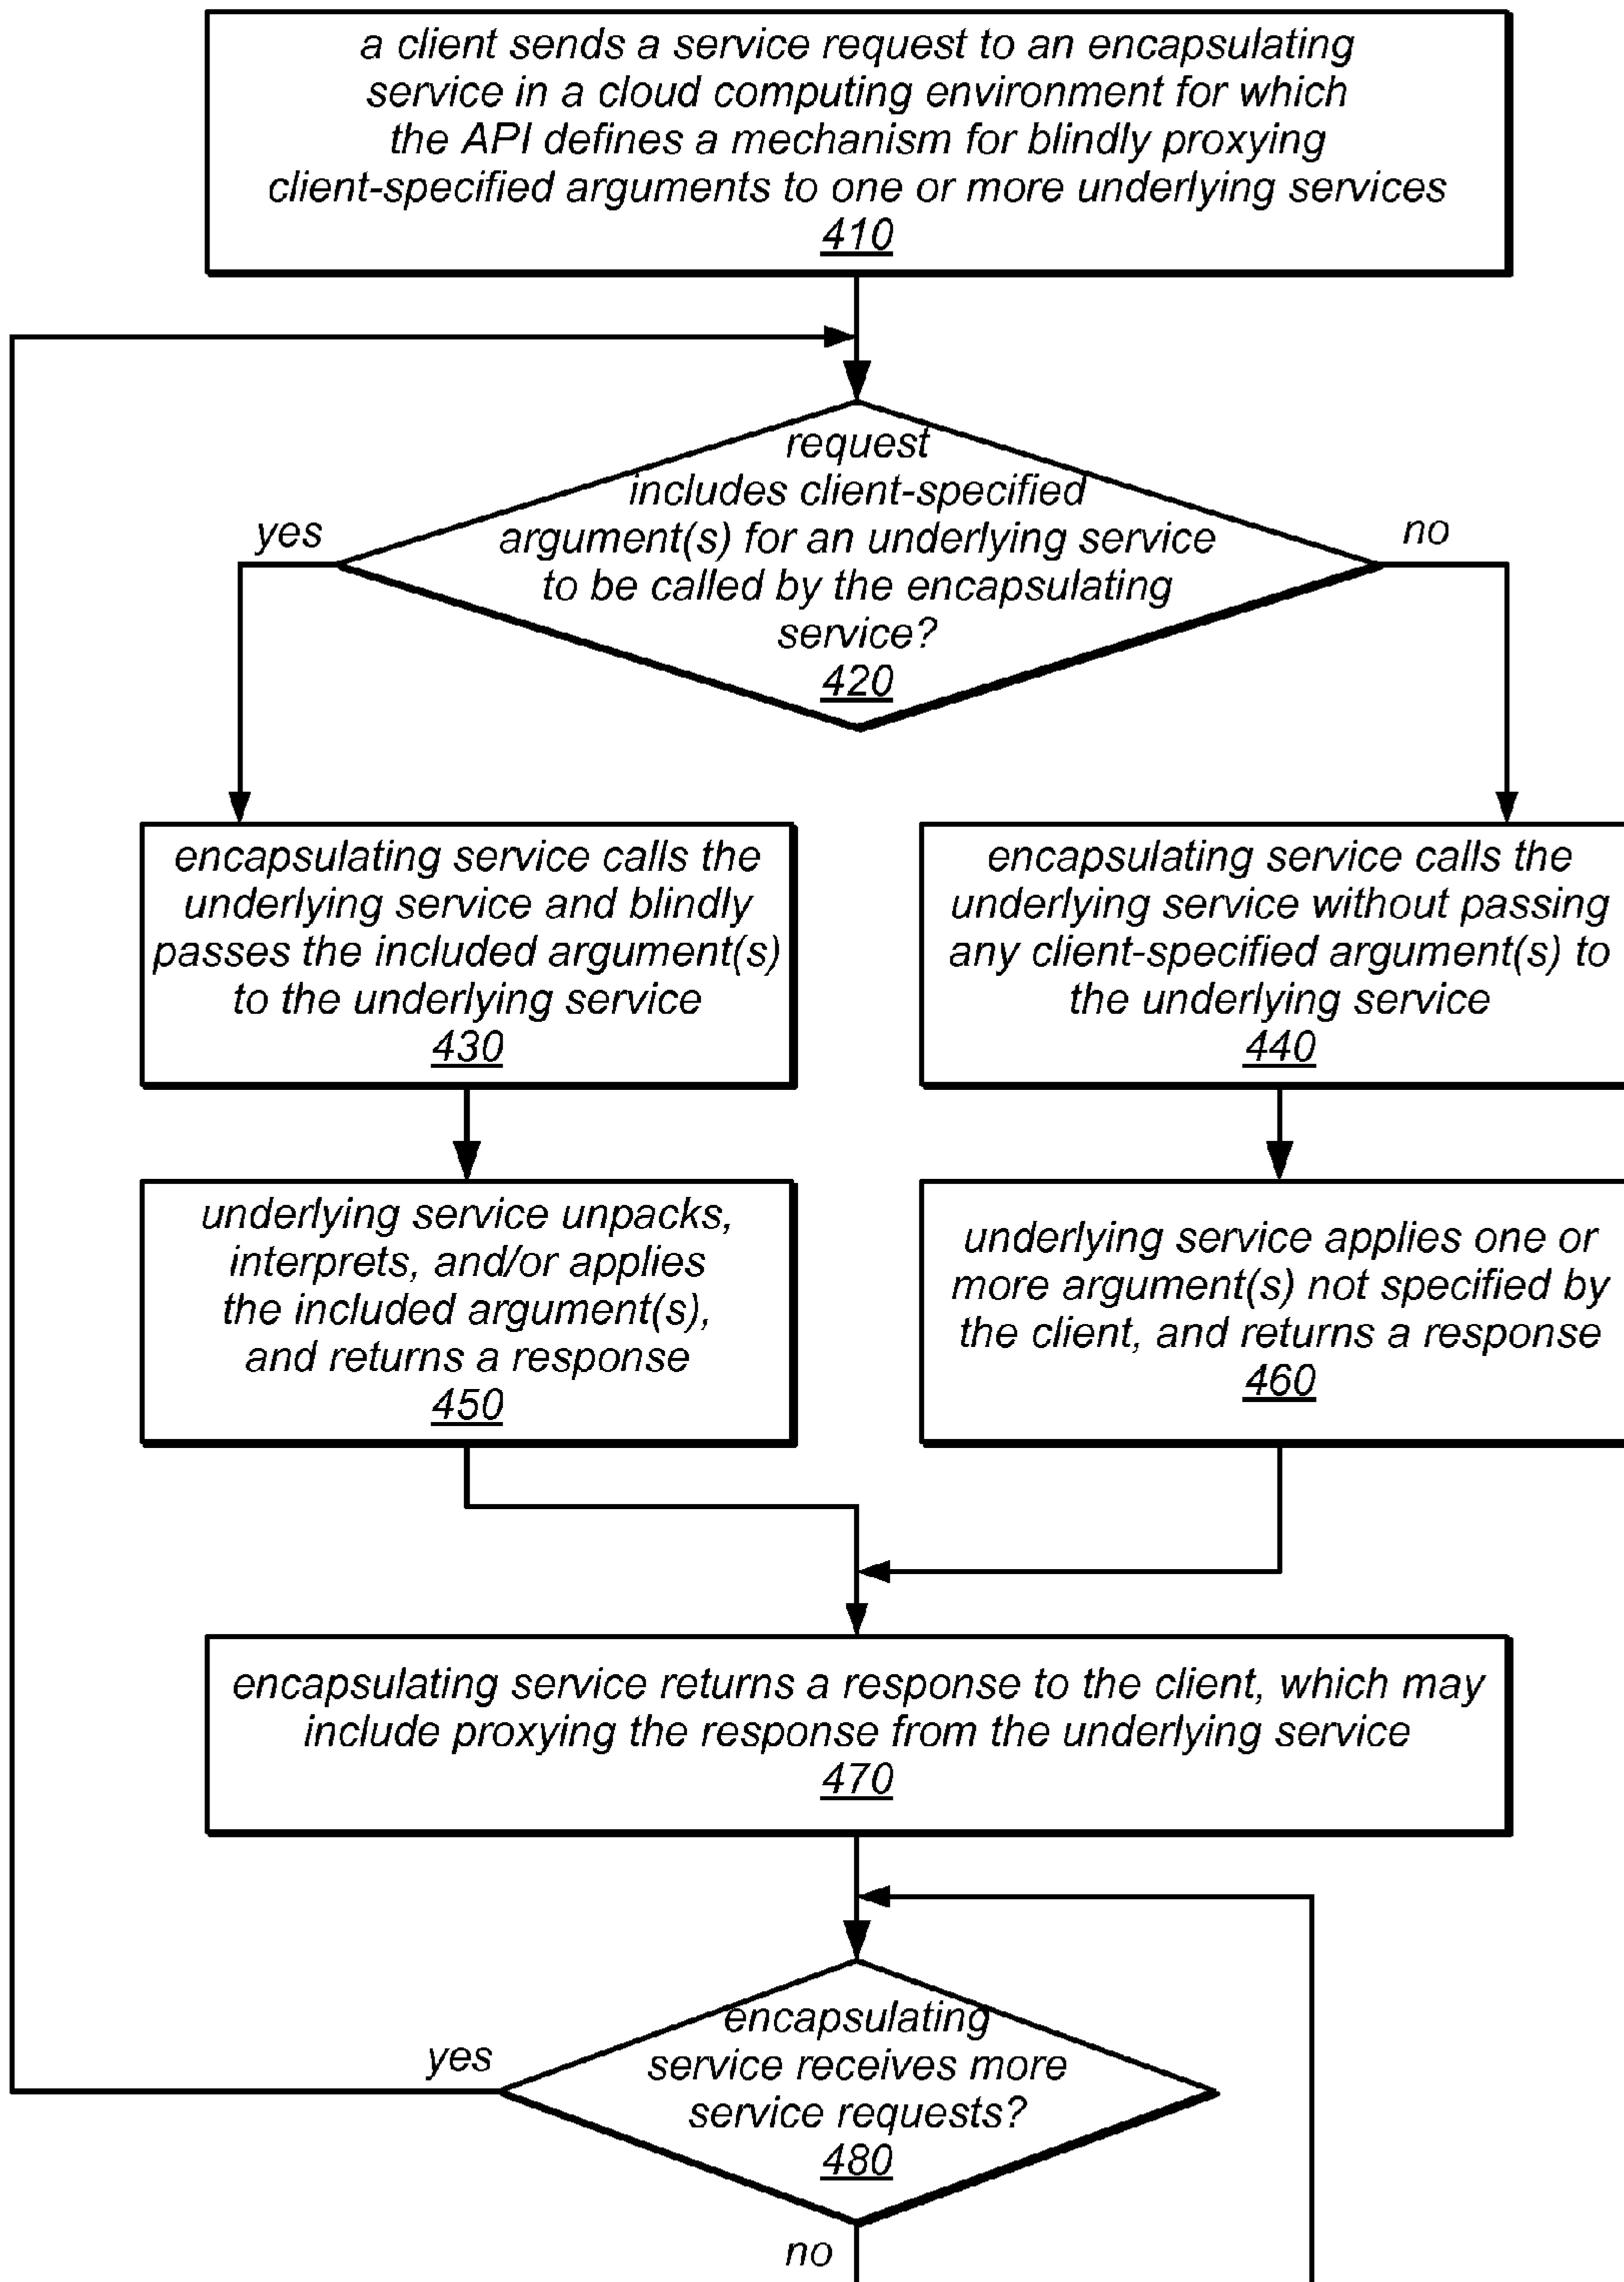 a client sends a service request to an encapsulating
service in a cloud computing environment for which
the API defines a mechanism for blindly proxying
client-specified arguments to one or more underlying services
410
request
includes client-specified
argument(s) for an underlying service
to be called by the encapsulating
service?
420
yes
no
encapsulating service calls the
underlying service and blindly
passes the included argument(s)
to the underlying service
430
encapsulating service calls the
underlying service without passing
any client-specified argument(s) to
the underlying service
440
underlying service unpacks,
interprets, and/or applies
the included argument(s),
and returns a response
450
underlying service applies one or
more argument(s) not specified by
the client, and returns a response
460
encapsulating service returns a response to the client, which may
include proxying the response from the underlying service
470
encapsulating
service receives more
service requests?
480
yes
no